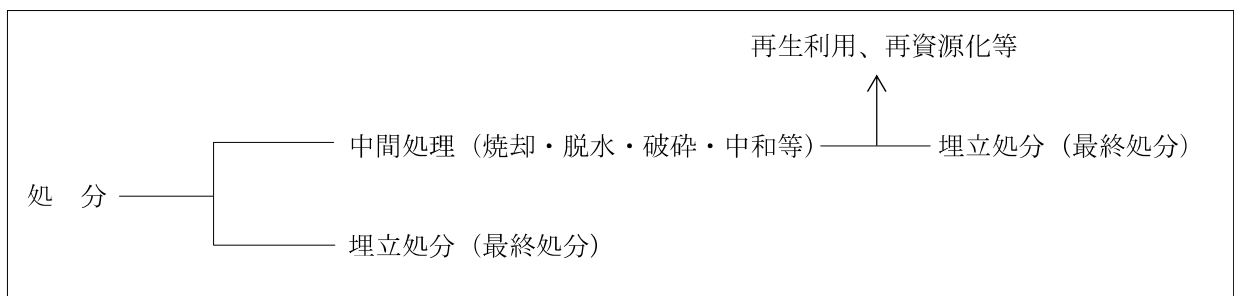 再生利用、再資源化等
中間処理（焼却・脱水・破砕・中和等）
埋立処分（最終処分）
処　分
埋立処分（最終処分）